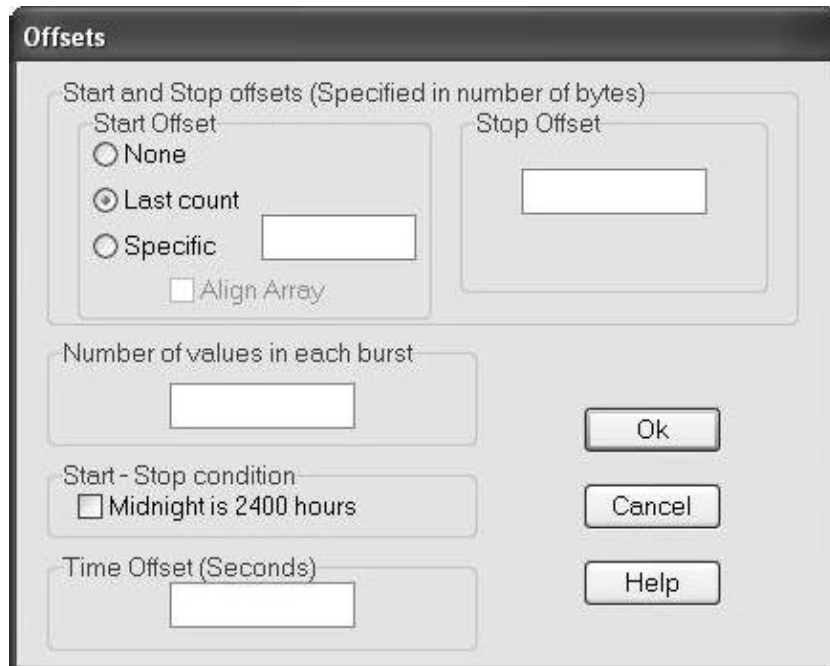 Offsets
Start and Stop offsets (Specified in number of bytes)
Start Offset
None
Last count
Specific
Align Array
Stop Offset
Number of values in each burst
Start - Stop condition
Midnight is 2400 hours
Time Offset (Seconds)
Ok
Cancel
Help